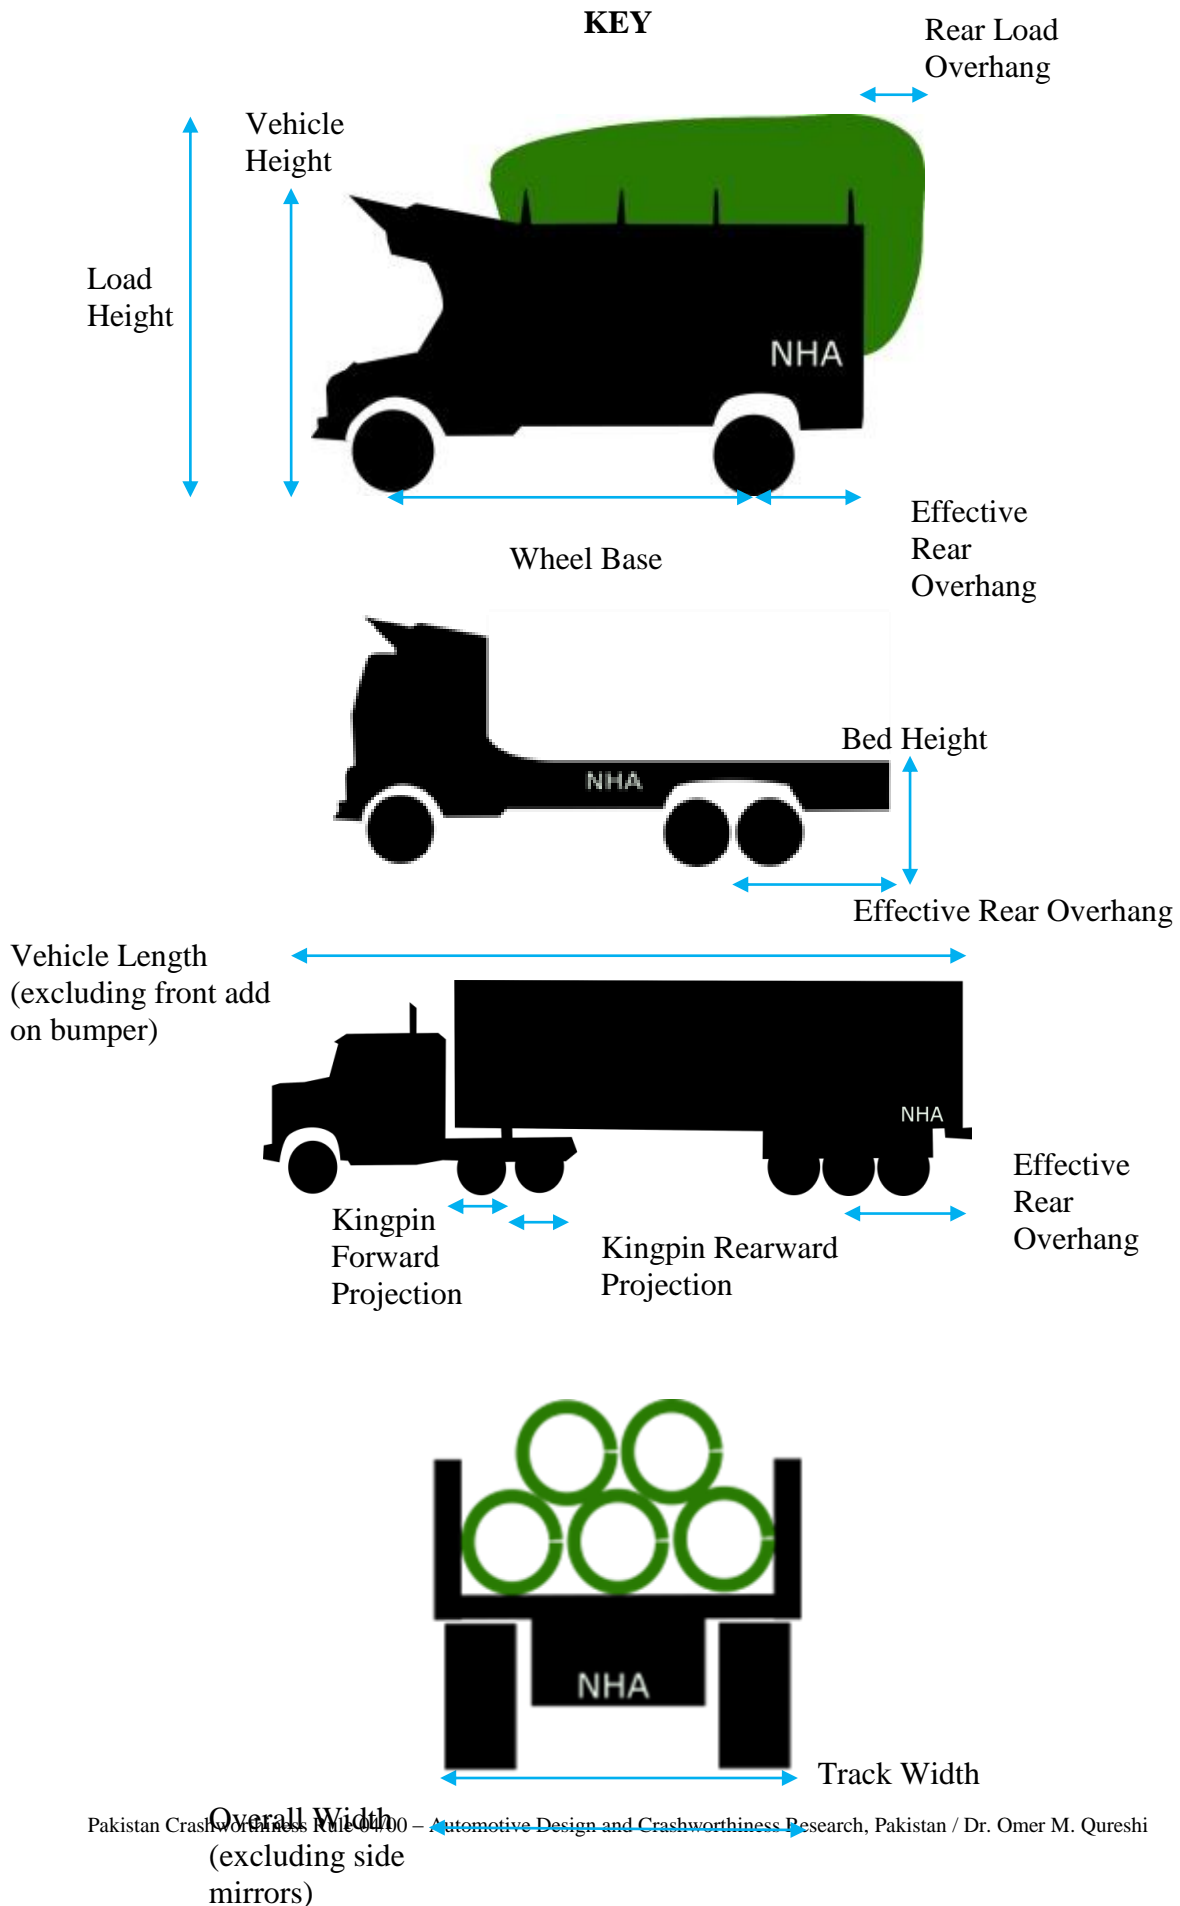 KEY
Rear Load
Overhang
Vehicle
Height
Load
Height
NHA
Effective
Rear
Overhang
Wheel Base
Bed Height
NHA
Effective Rear Overhang
Vehicle Length
(excluding front add
on bumper)
NHA
Effective
Rear
Overhang
Kingpin
Forward
Projection
Kingpin Rearward
Projection
NHA
Track Width
Overall Width
(excluding side
mirrors)
Pakistan Crashworthiness Rule 04/00 – Automotive Design and Crashworthiness Research, Pakistan / Dr. Omer M. Qureshi